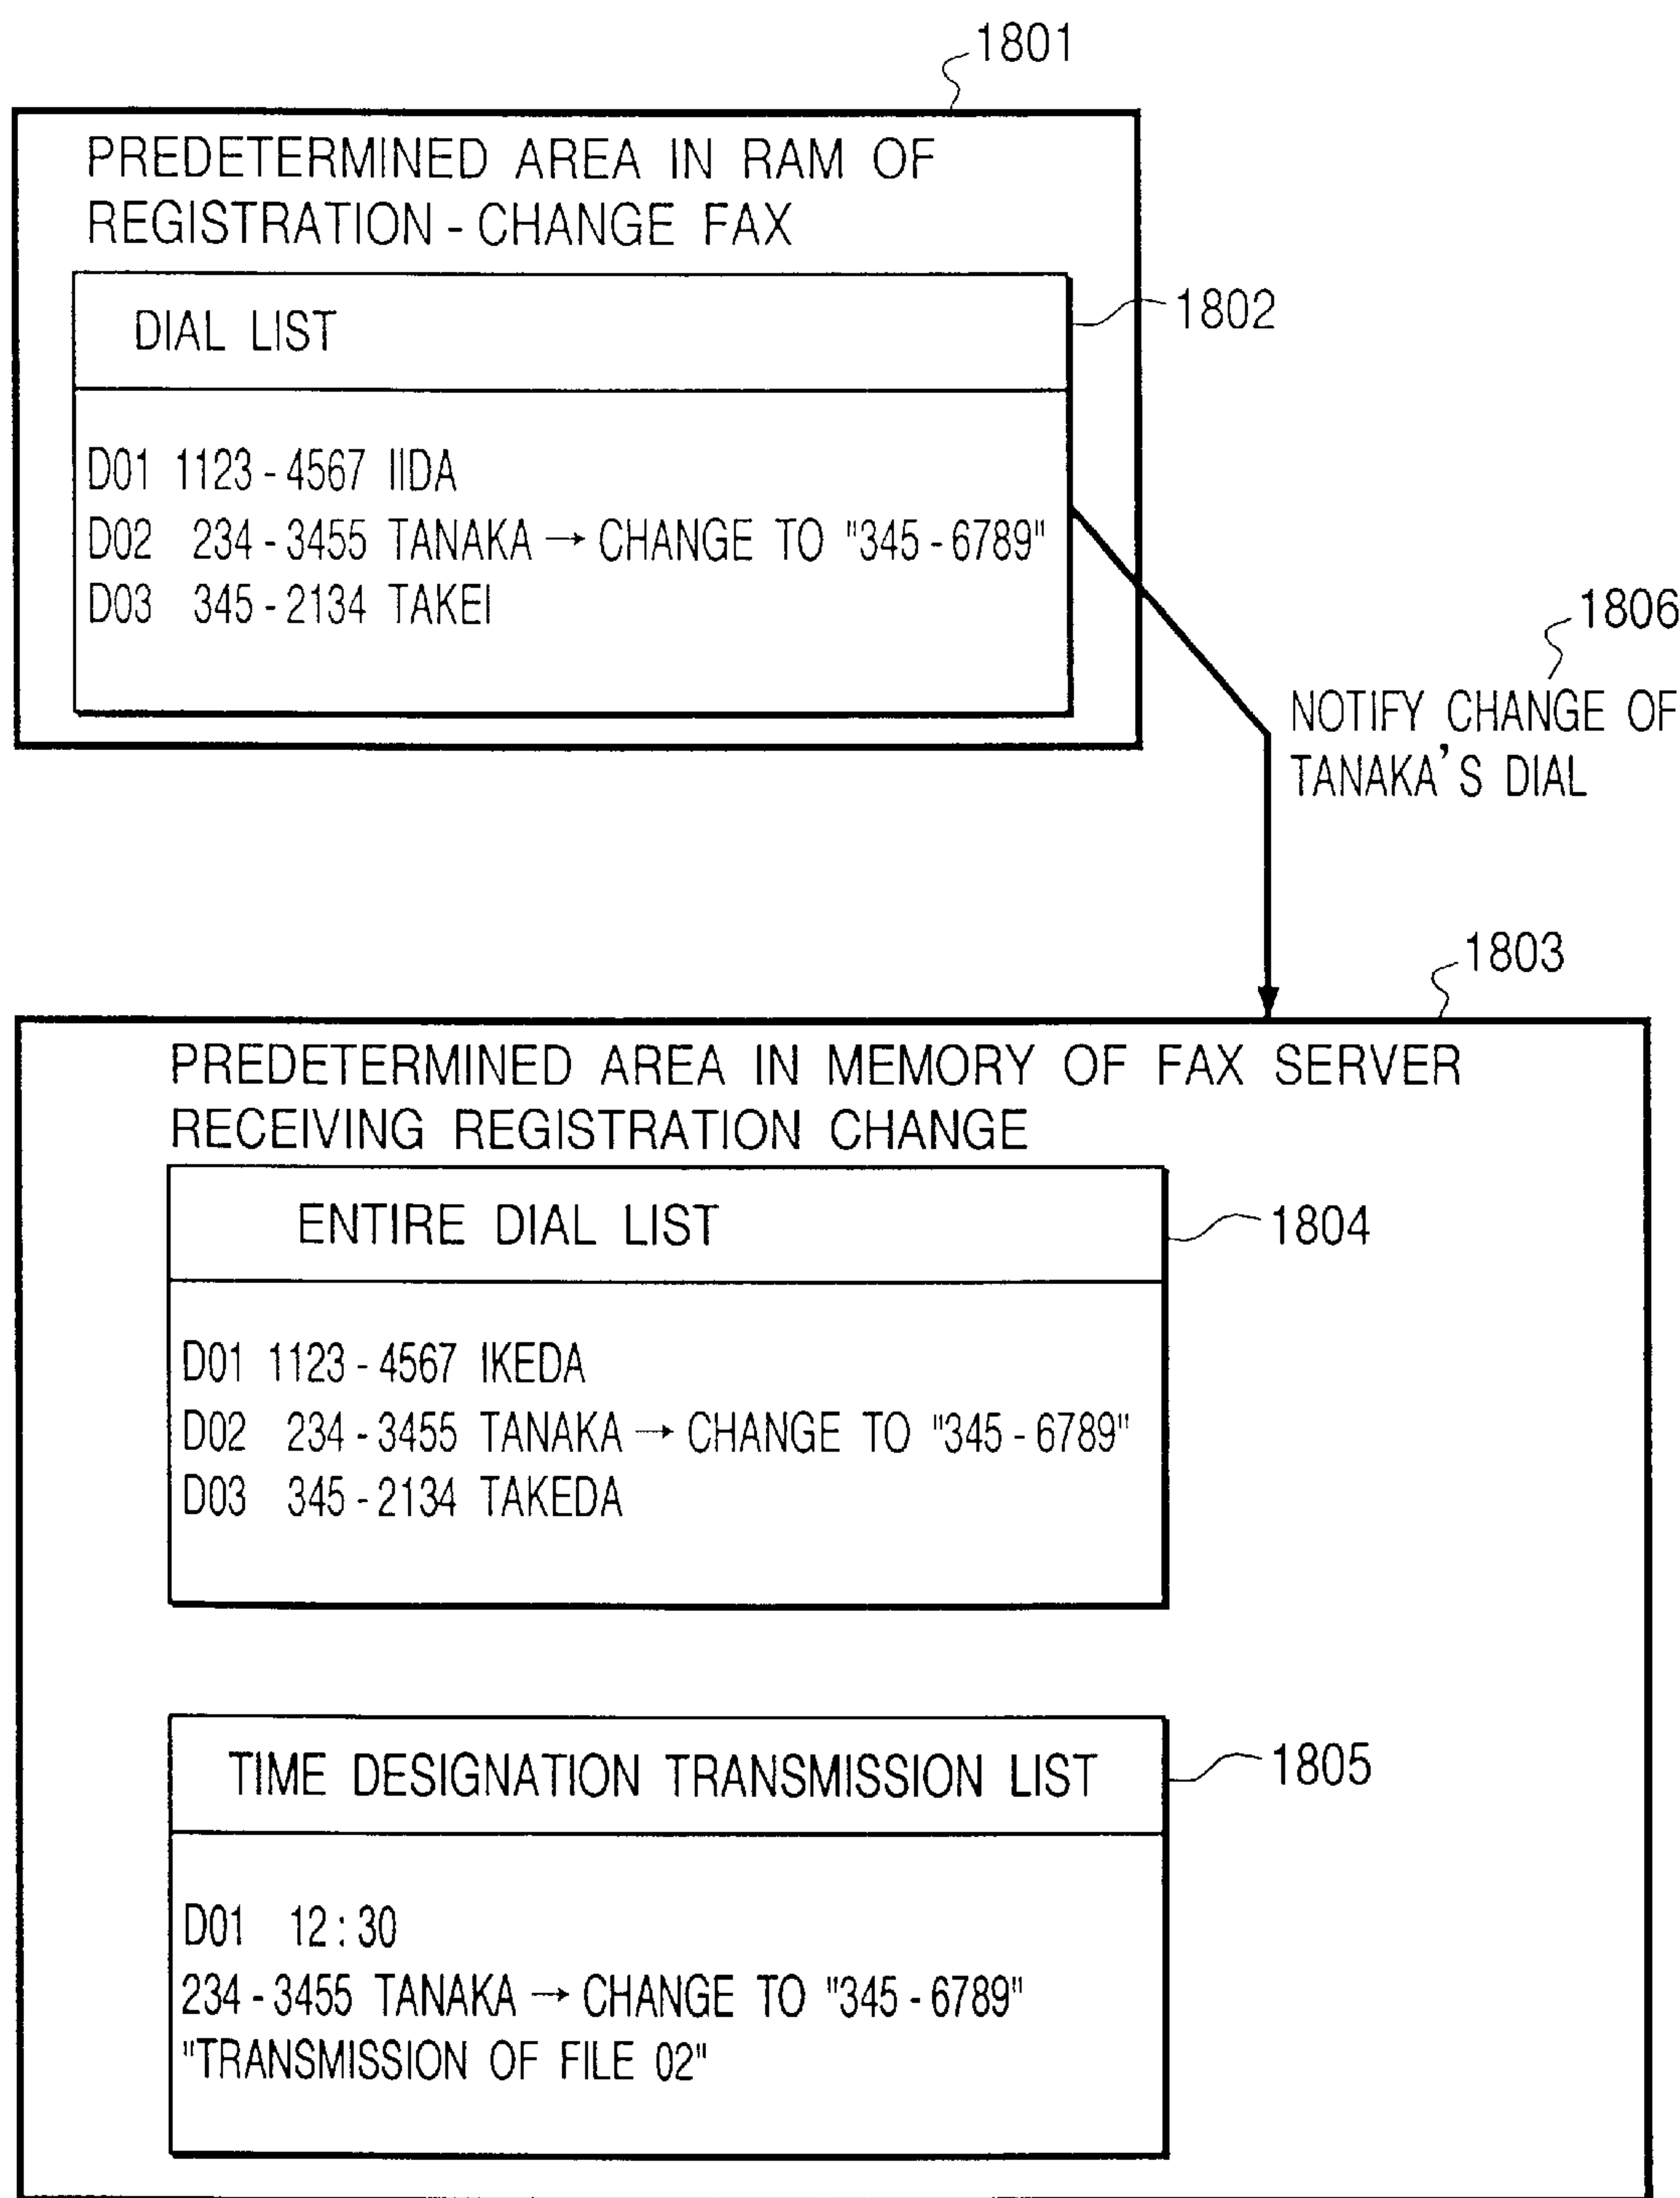 1801
PREDETERMINED AREA IN RAM OF
REGISTRATION - CHANGE FAX
DIAL LIST
1802
D01 1123 - 4567 IIDA
D02 234 - 3455 TANAKA → CHANGE TO "345 - 6789"
D03 345 - 2134 TAKEI
1806
NOTIFY CHANGE OF
TANAKA'S DIAL
1803
PREDETERMINED AREA IN MEMORY OF FAX SERVER
RECEIVING REGISTRATION CHANGE
ENTIRE DIAL LIST
1804
D01 1123 - 4567 IKEDA
D02 234 - 3455 TANAKA → CHANGE TO "345 - 6789"
D03 345 - 2134 TAKEDA
TIME DESIGNATION TRANSMISSION LIST
1805
D01 12 : 30
234 - 3455 TANAKA → CHANGE TO "345 - 6789"
"TRANSMISSION OF FILE 02"